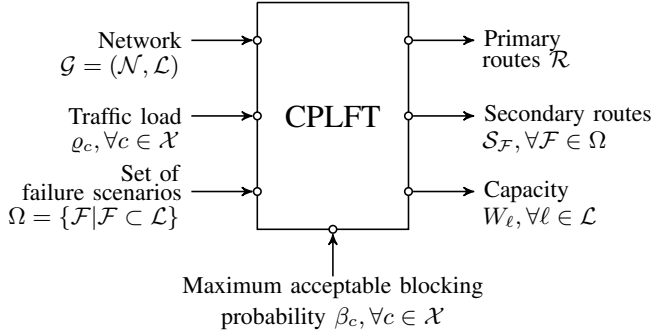 Network
𝒢 = (𝒩, ℒ)
Traffic load
ϱ_c, ∀c ∈ 𝒳
Set of
failure scenarios
Ω = {ℱ|ℱ ⊂ ℒ}
CPLFT
Primary
routes ℛ
Secondary routes
𝒮_ℱ, ∀ℱ ∈ Ω
Capacity
W_ℓ, ∀ℓ ∈ ℒ
Maximum acceptable blocking
probability β_c, ∀c ∈ 𝒳